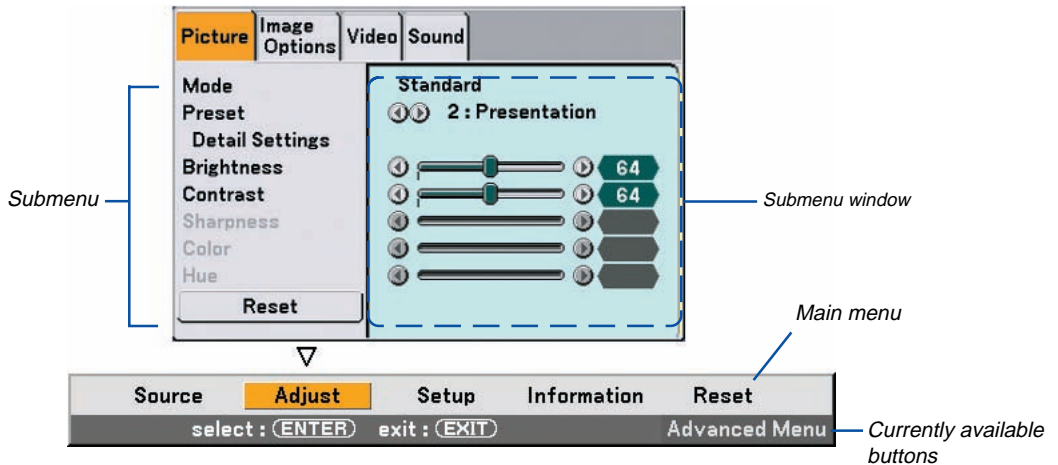 Picture Image Options Video Sound
Mode Standard
Preset 2 : Presentation
Detail Settings
Brightness 64
Contrast 64
Sharpness
Color
Hue
Reset
Submenu
Submenu window
Main menu
Source Adjust Setup Information Reset
select : ENTER exit : EXIT Advanced Menu
Currently available
buttons